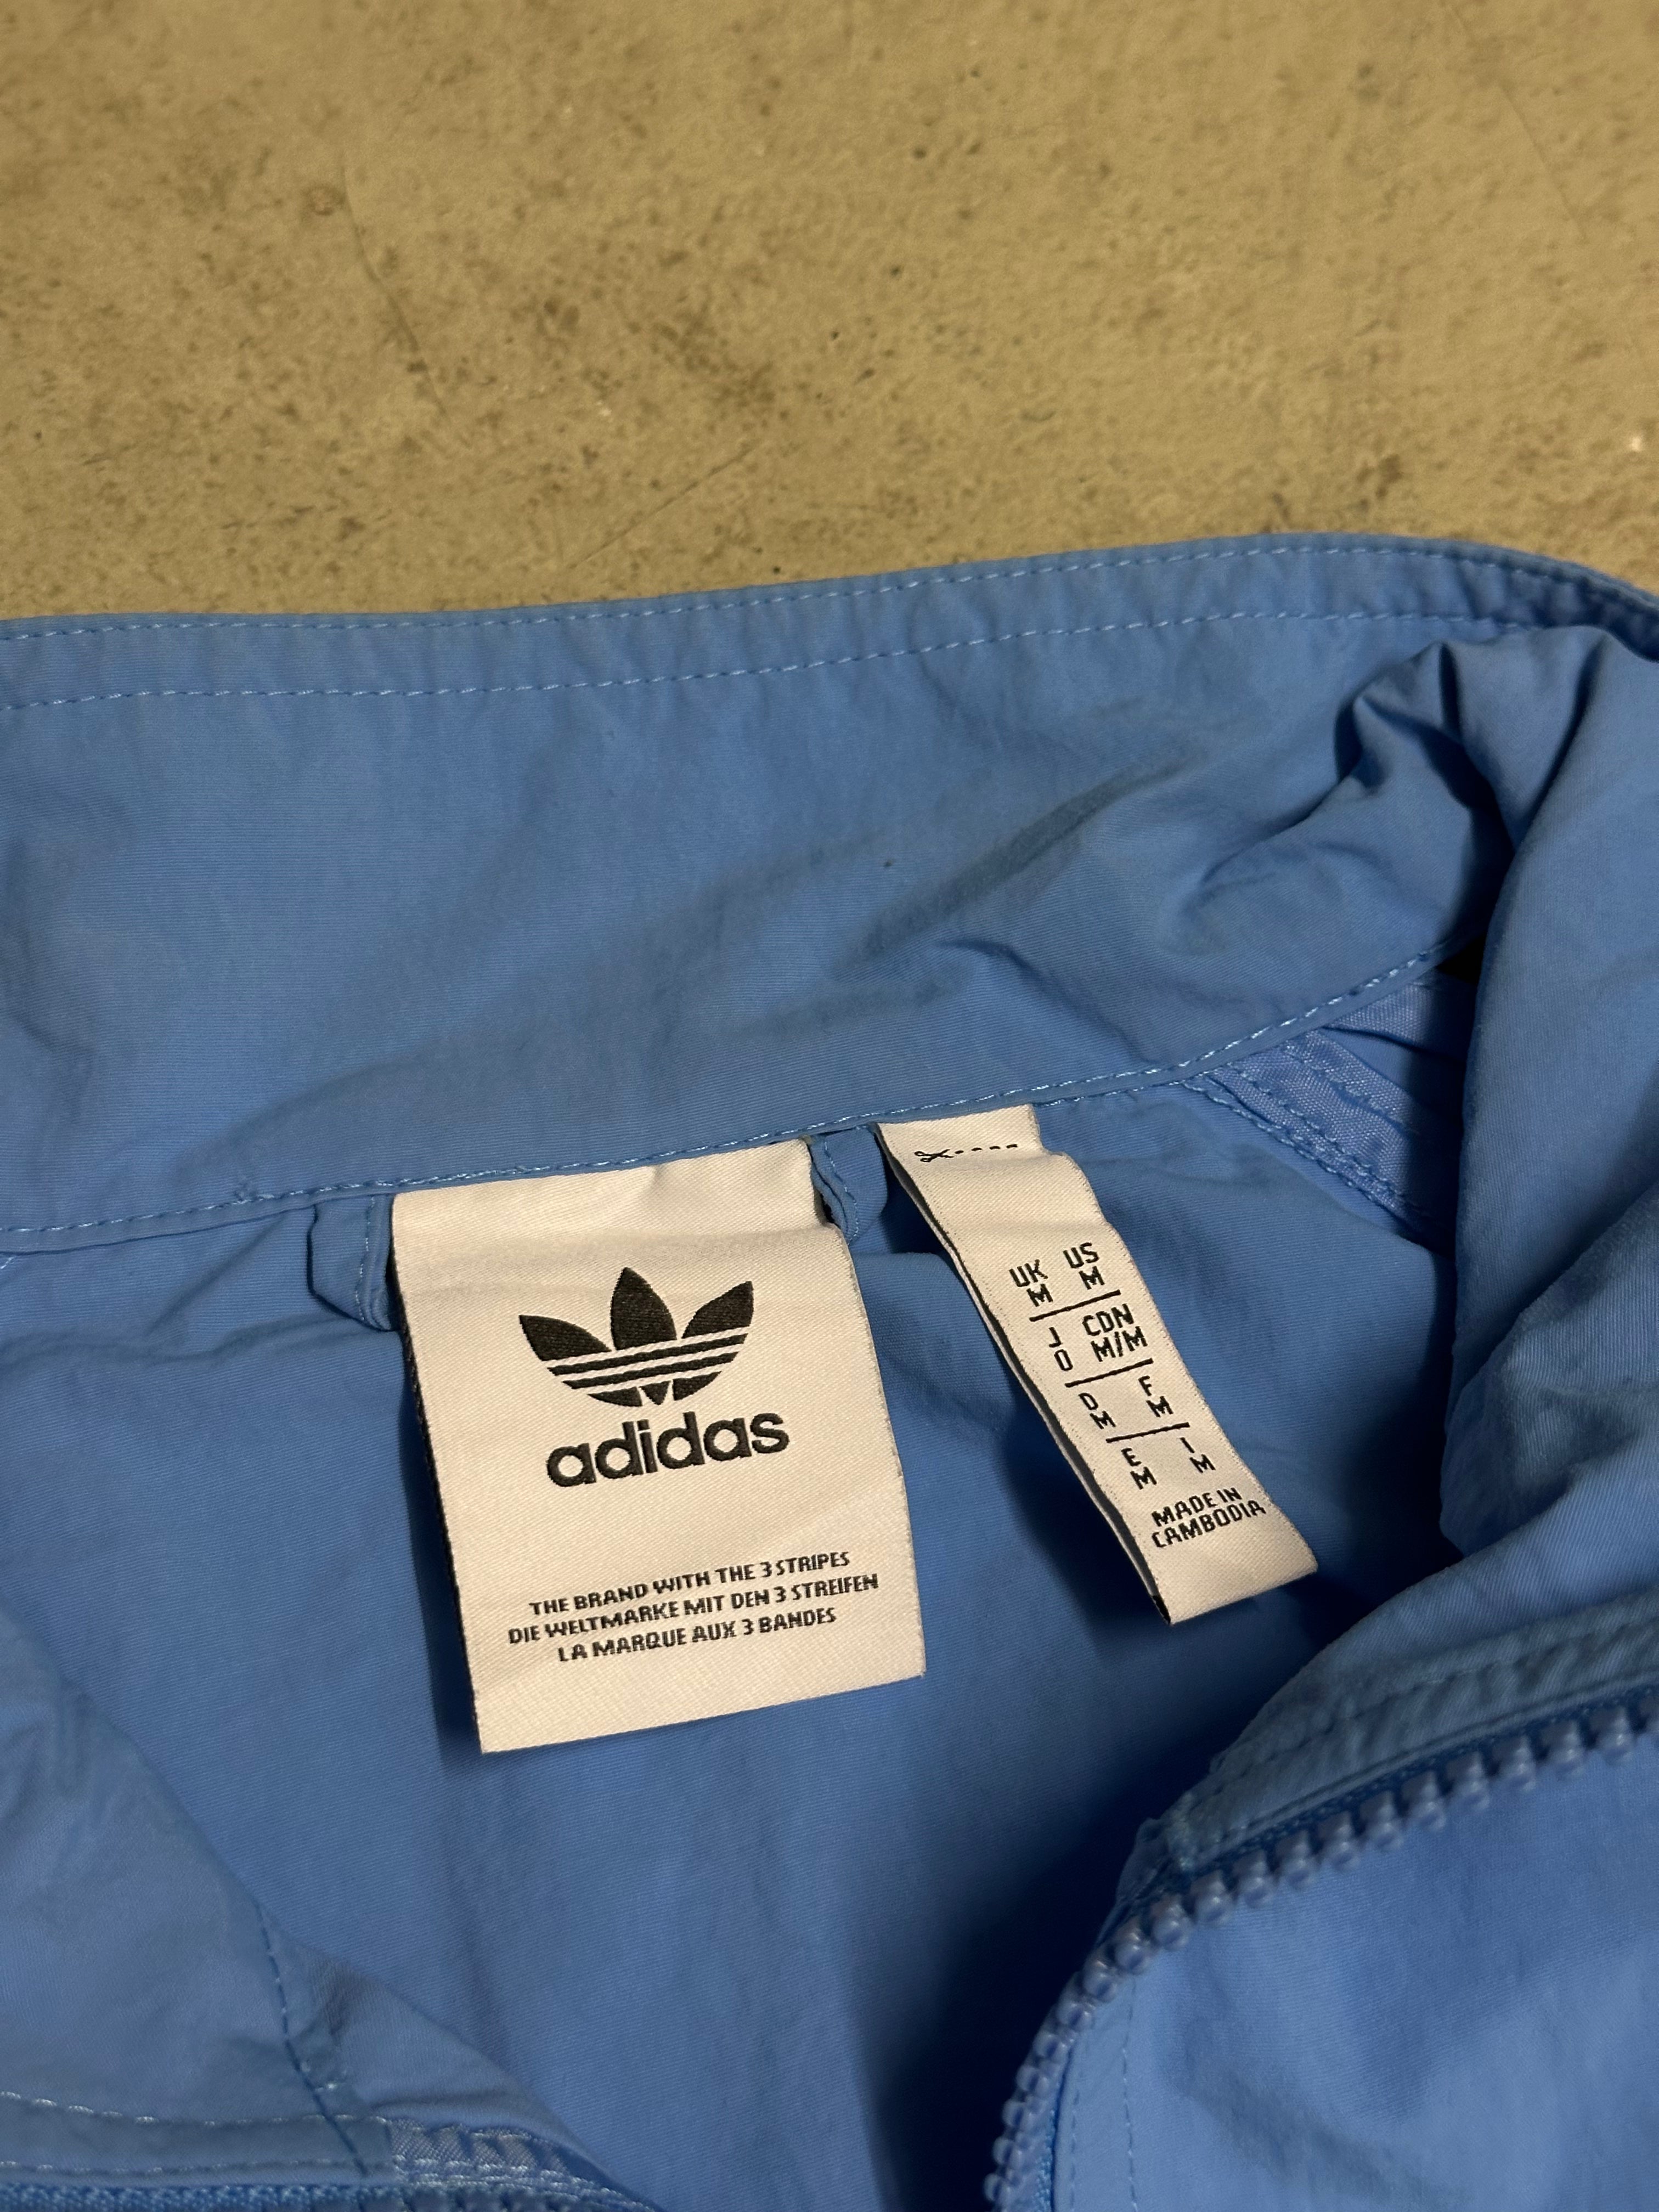 adidas
THE BRAND WITH THE 3 STRIPES
DIE WELTMARKE MIT DEN 3 STREIFEN
LA MARQUE AUX 3 BANDES
UK US
M M
J CDN
O M/M
D F
M M
E I
M M
MADE IN
CAMBODIA